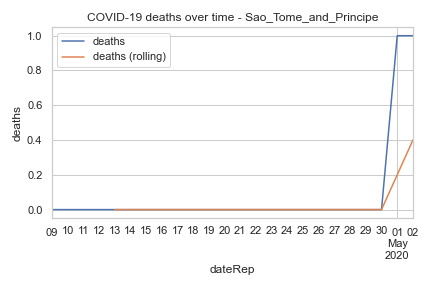 COVID-19 deaths over time - Sao_Tome_and_Principe
deaths
deaths (rolling)
1.0
0.8
0.6
0.4
0.2
0.0
deaths
09 10 11 12 13 14 15 16 17 18 19 20 21 22 23 24 25 26 27 28 29 30 01 02
May
2020
dateRep